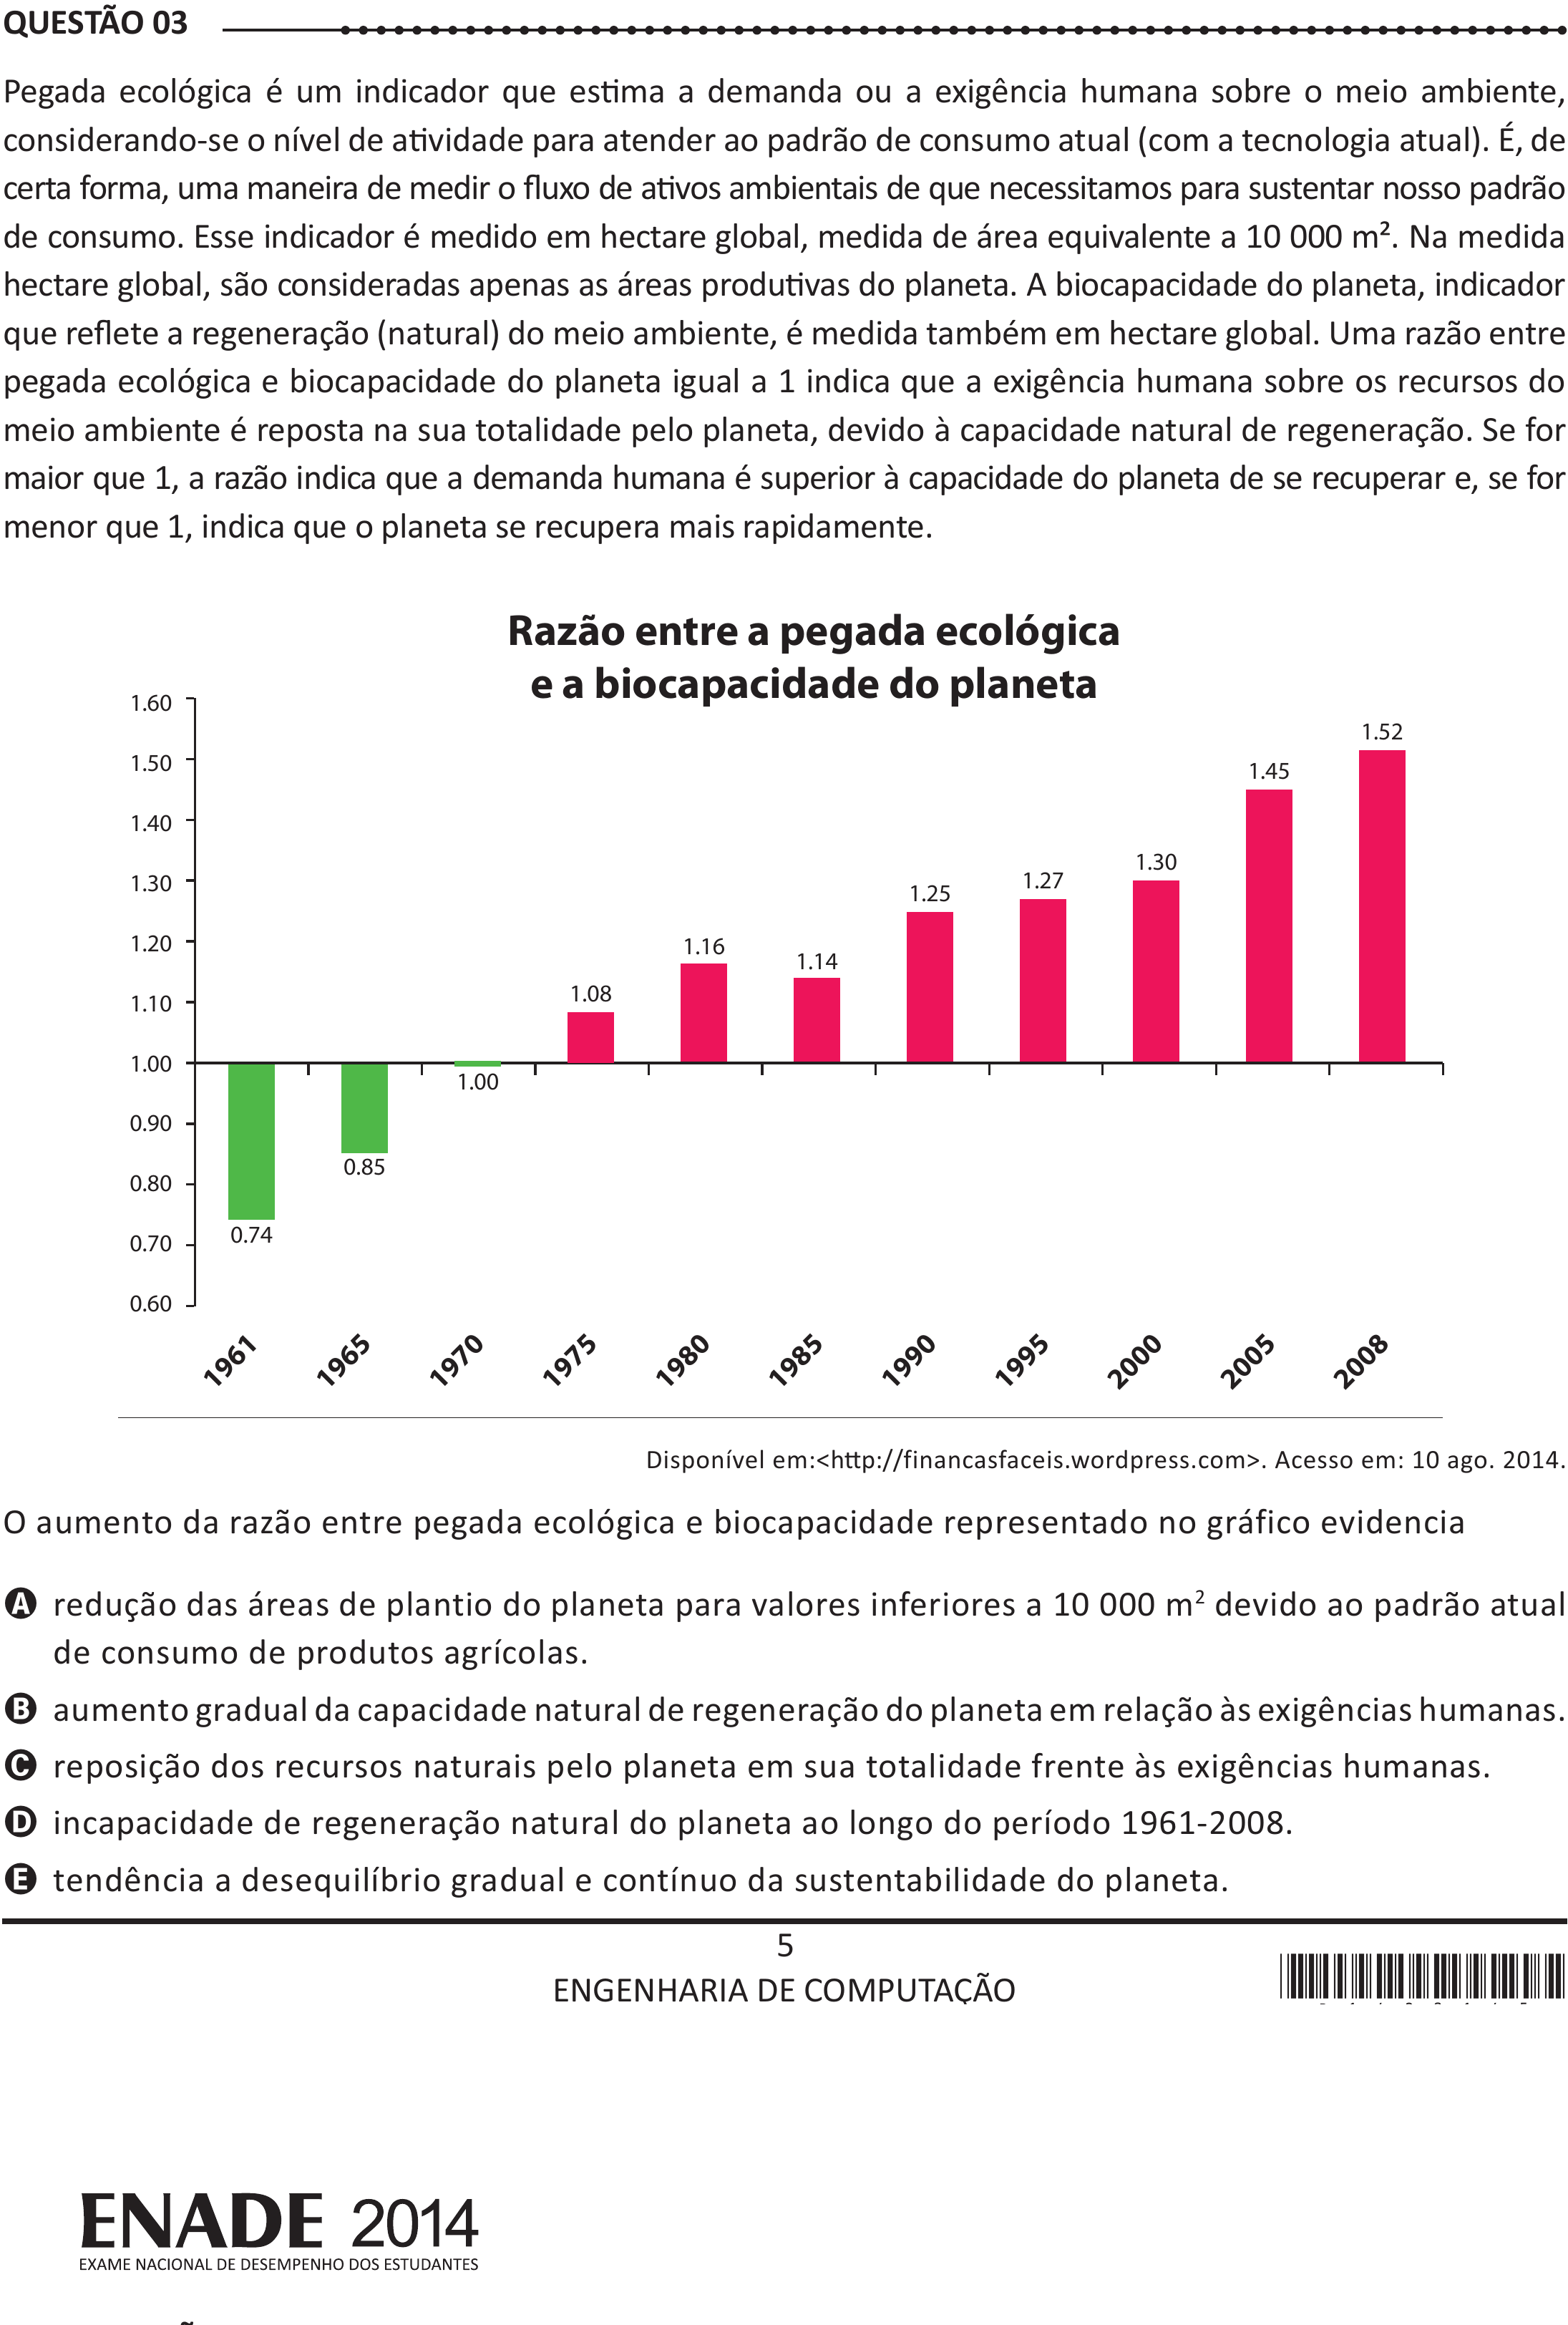 QUESTÃO 03
Pegada ecológica é um indicador que estima a demanda ou a exigência humana sobre o meio ambiente,
considerando-se o nível de atividade para atender ao padrão de consumo atual (com a tecnologia atual). É, de
certa forma, uma maneira de medir o fluxo de ativos ambientais de que necessitamos para sustentar nosso padrão
de consumo. Esse indicador é medido em hectare global, medida de área equivalente a 10 000 m². Na medida
hectare global, são consideradas apenas as áreas produtivas do planeta. A biocapacidade do planeta, indicador
que reflete a regeneração (natural) do meio ambiente, é medida também em hectare global. Uma razão entre
pegada ecológica e biocapacidade do planeta igual a 1 indica que a exigência humana sobre os recursos do
meio ambiente é reposta na sua totalidade pelo planeta, devido à capacidade natural de regeneração. Se for
maior que 1, a razão indica que a demanda humana é superior à capacidade do planeta de se recuperar e, se for
menor que 1, indica que o planeta se recupera mais rapidamente.
Razão entre a pegada ecológica
e a biocapacidade do planeta
1.60
1.52
1.50
1.45
1.40
1.30
1.30
1.27
1.25
1.20
1.16
1.14
1.10
1.08
1.00
1.00
0.90
0.85
0.80
0.74
0.70
0.60
1961 1965 1970 1975 1980 1985 1990 1995 2000 2005 2008
Disponível em:<http://financasfaceis.wordpress.com>. Acesso em: 10 ago. 2014.
O aumento da razão entre pegada ecológica e biocapacidade representado no gráfico evidencia
A redução das áreas de plantio do planeta para valores inferiores a 10 000 m² devido ao padrão atual
de consumo de produtos agrícolas.
B aumento gradual da capacidade natural de regeneração do planeta em relação às exigências humanas.
C reposição dos recursos naturais pelo planeta em sua totalidade frente às exigências humanas.
D incapacidade de regeneração natural do planeta ao longo do período 1961-2008.
E tendência a desequilíbrio gradual e contínuo da sustentabilidade do planeta.
5
ENGENHARIA DE COMPUTAÇÃO
ENADE 2014
EXAME NACIONAL DE DESEMPENHO DOS ESTUDANTES